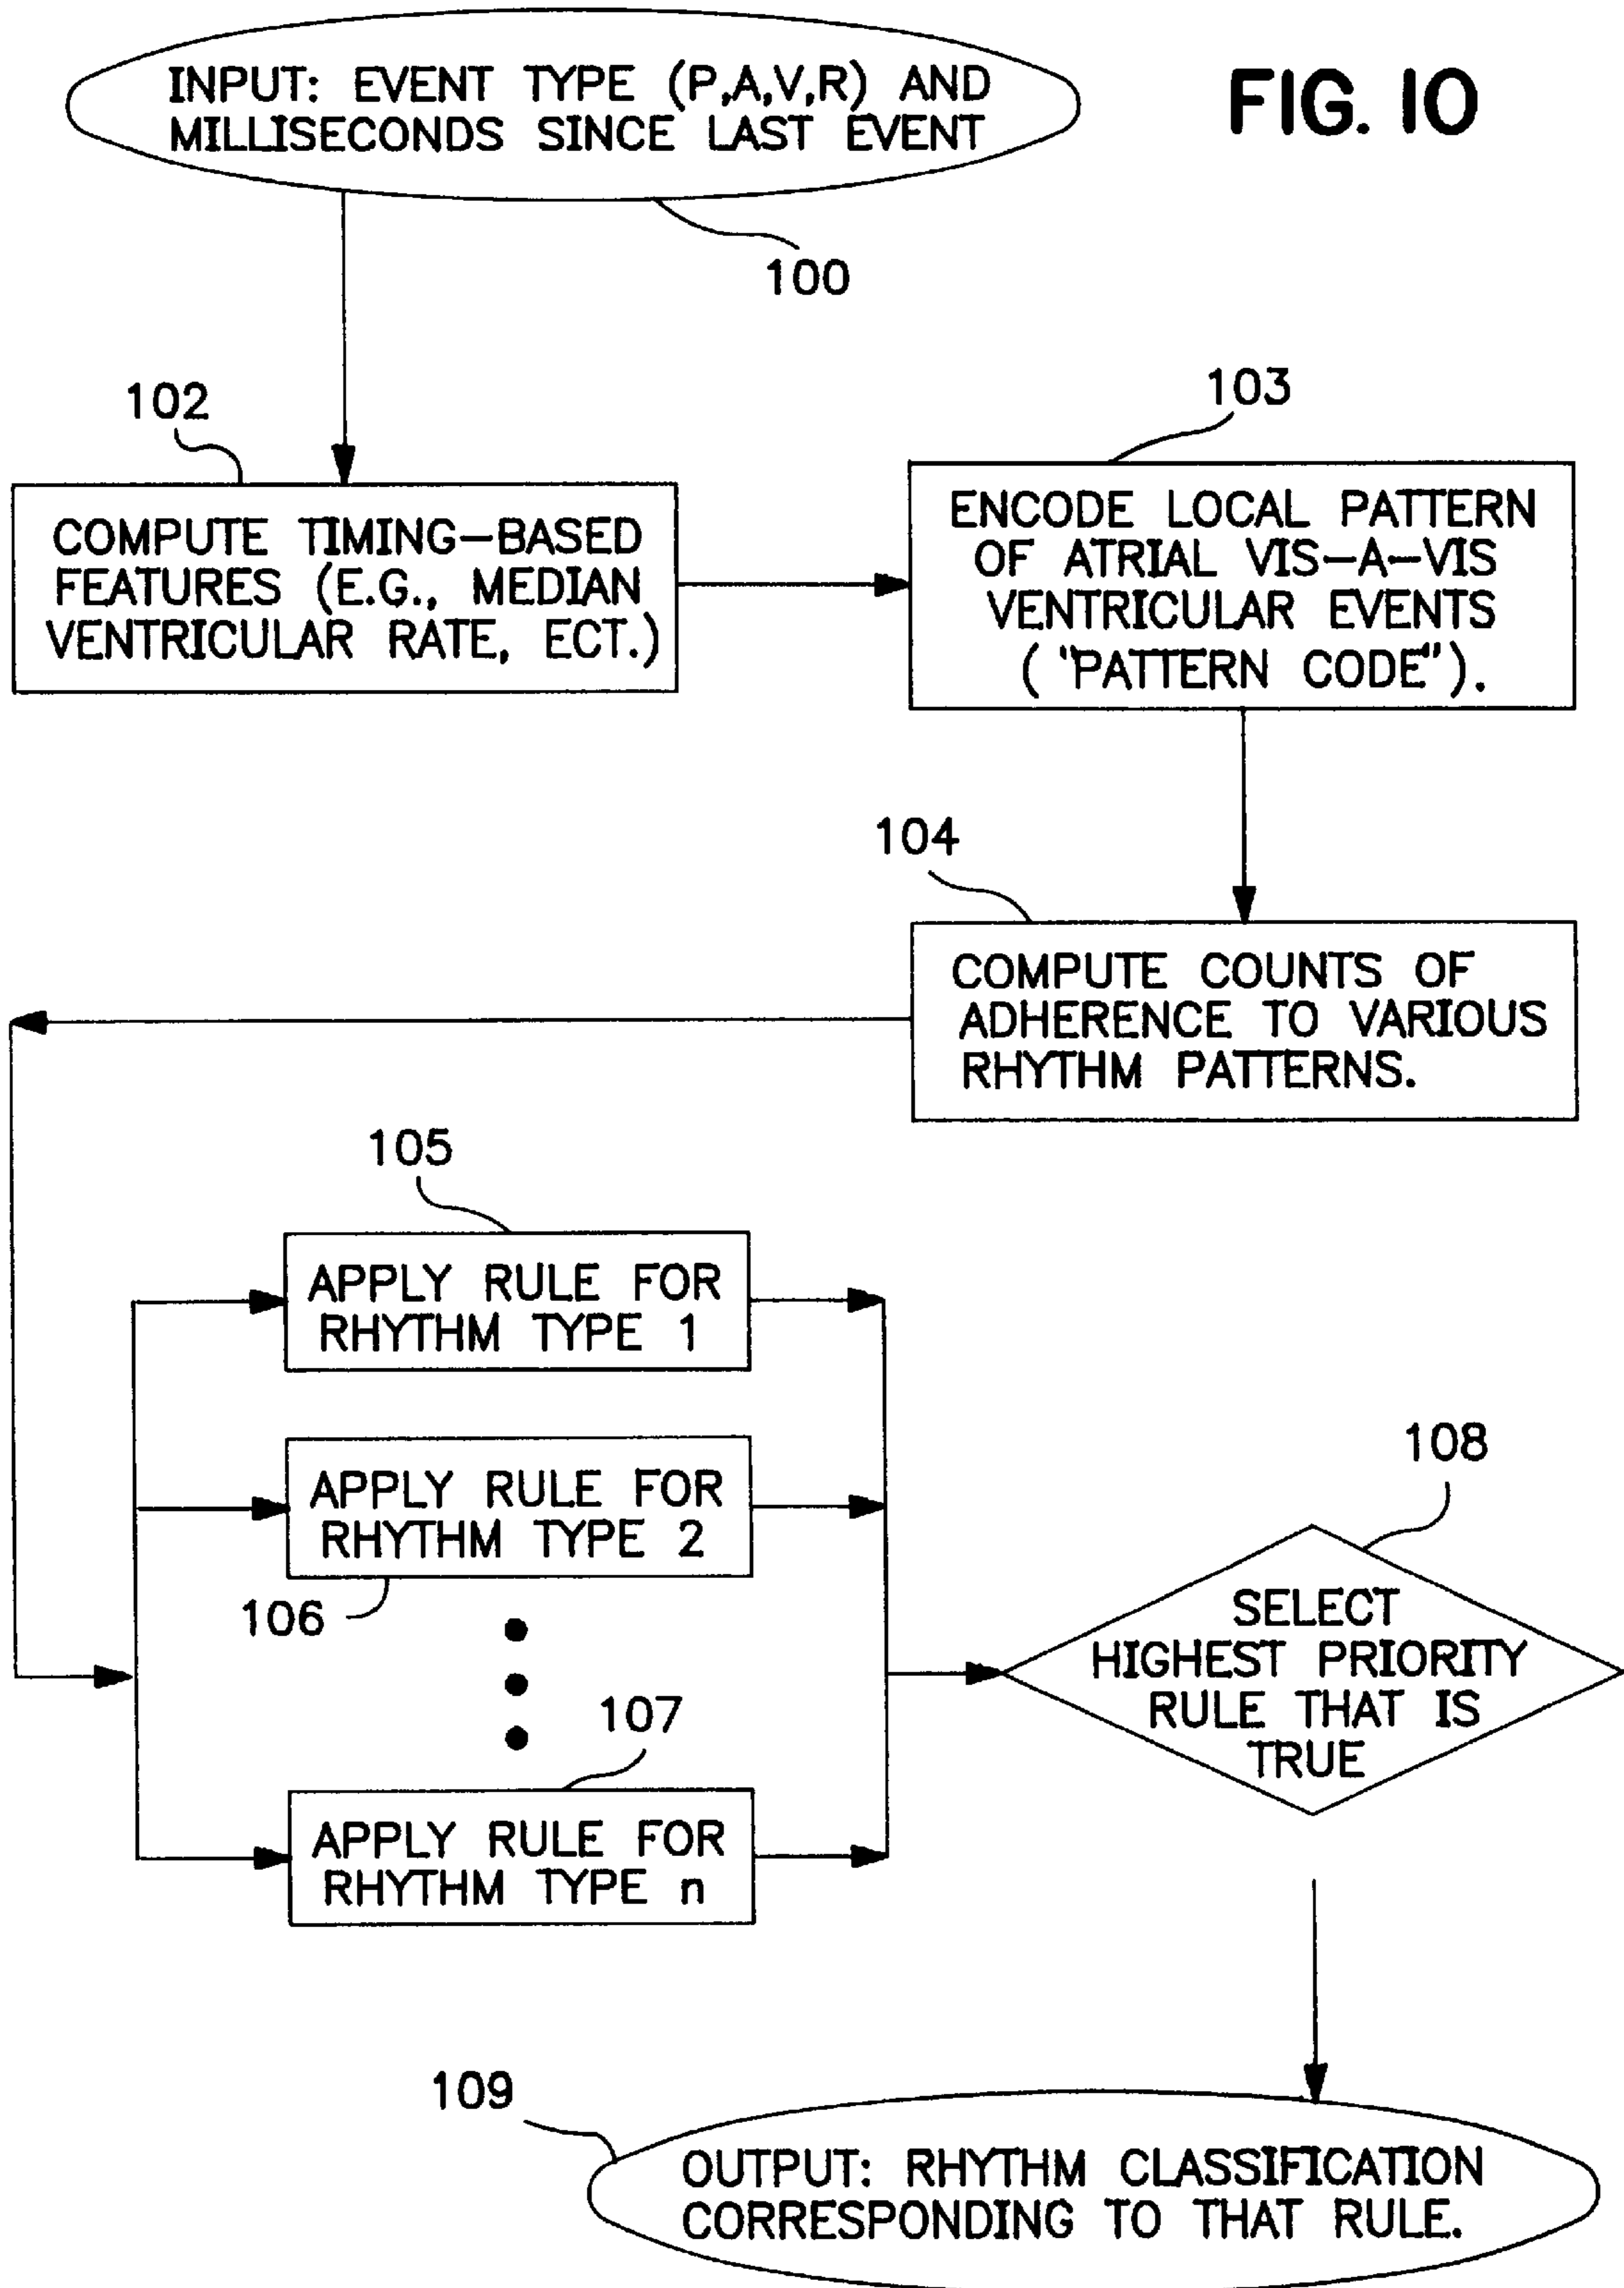 INPUT: EVENT TYPE (P,A,V,R) AND
MILLISECONDS SINCE LAST EVENT
FIG. 10
100
102
COMPUTE TIMING-BASED
FEATURES (E.G., MEDIAN
VENTRICULAR RATE, ECT.)
103
ENCODE LOCAL PATTERN
OF ATRIAL VIS-A-VIS
VENTRICULAR EVENTS
( "PATTERN CODE").
104
COMPUTE COUNTS OF
ADHERENCE TO VARIOUS
RHYTHM PATTERNS.
105
APPLY RULE FOR
RHYTHM TYPE 1
APPLY RULE FOR
RHYTHM TYPE 2
106
107
APPLY RULE FOR
RHYTHM TYPE n
108
SELECT
HIGHEST PRIORITY
RULE THAT IS
TRUE
109
OUTPUT: RHYTHM CLASSIFICATION
CORRESPONDING TO THAT RULE.